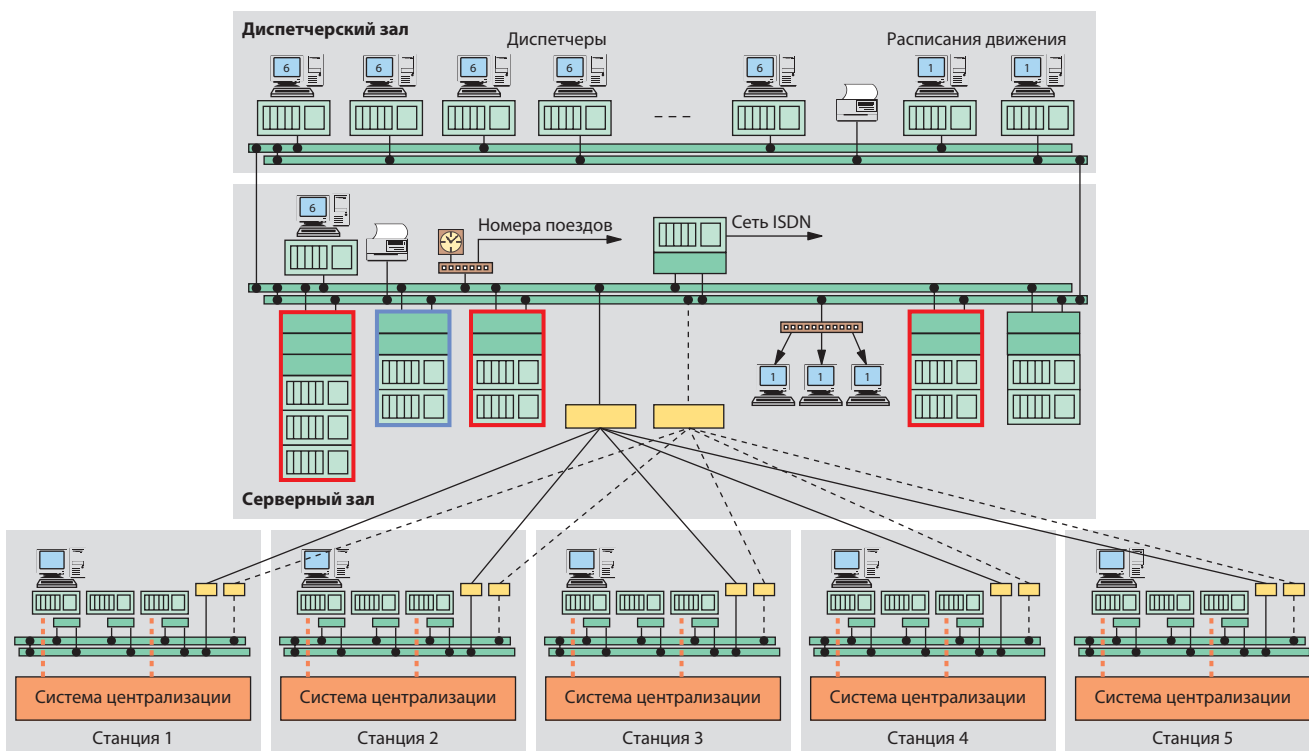 Диспетчерский зал
Диспетчеры
Расписания движения
6 6 6 6 6 1 1
6
Номера поездов
Сеть ISDN
1 1 1
Серверный зал
Система централизации
Система централизации
Система централизации
Система централизации
Система централизации
Станция 1
Станция 2
Станция 3
Станция 4
Станция 5